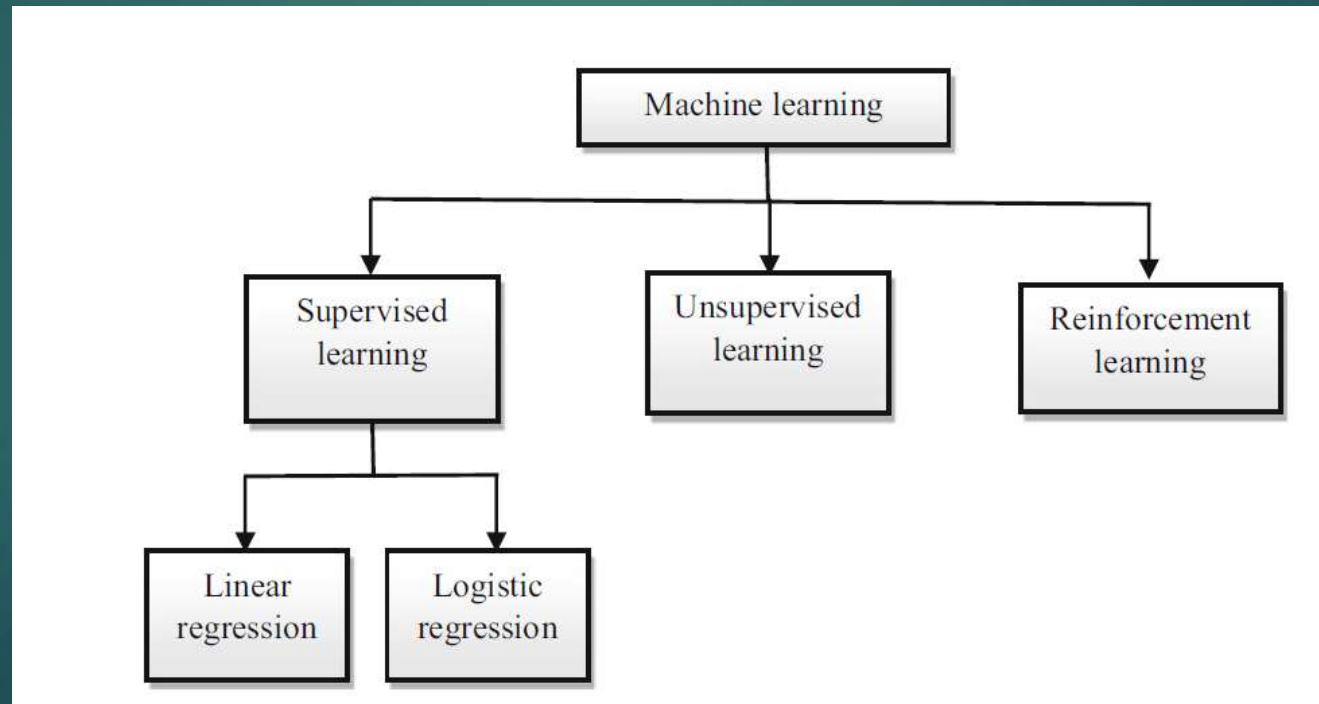 Machine learning
Supervised
learning
Unsupervised
learning
Reinforcement
learning
Linear
regression
Logistic
regression